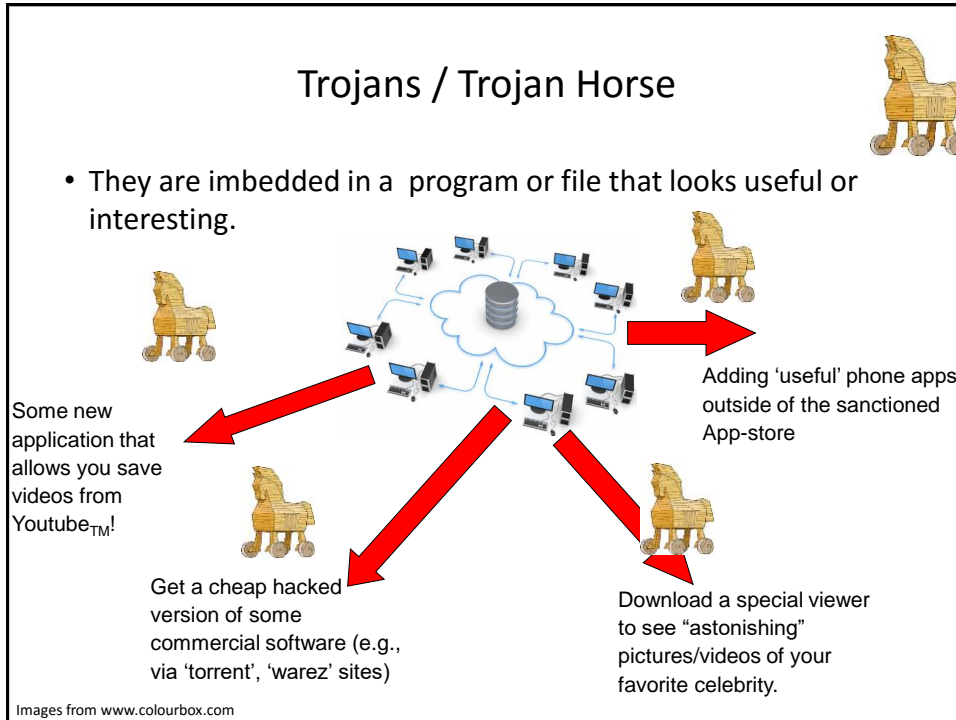 Trojans / Trojan Horse
• They are imbedded in a program or file that looks useful or
interesting.
Adding ‘useful’ phone apps
outside of the sanctioned
App-store
Some new
application that
allows you save
videos from
YoutubeTM!
Get a cheap hacked
version of some
commercial software (e.g.,
via ‘torrent’, ‘warez’ sites)
Download a special viewer
to see “astonishing”
pictures/videos of your
favorite celebrity.
Images from www.colourbox.com